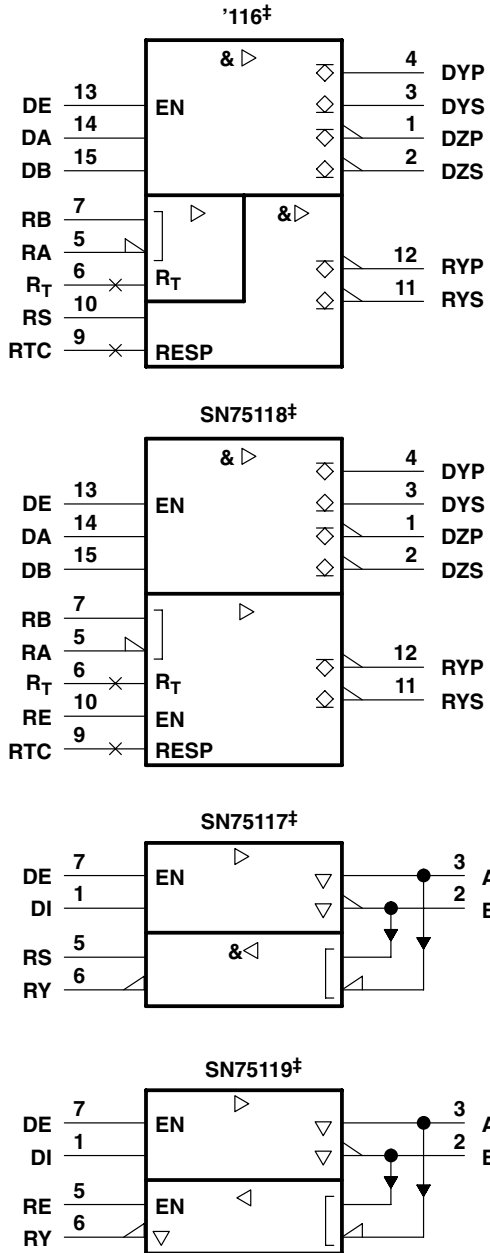 '116‡
& ▷
4 DYP
DE 13 EN 3 DYS
DA 14 1 DZP
DB 15 2 DZS
RB 7 ▷ &▷
RA 5 12 RYP
RT 6 RT 11 RYS
RS 10
RTC 9 RESP
SN75118‡
& ▷
4 DYP
DE 13 EN 3 DYS
DA 14 1 DZP
DB 15 2 DZS
RB 7 ▷
RA 5 12 RYP
RT 6 RT 11 RYS
RE 10 EN
RTC 9 RESP
SN75117‡
DE 7 EN ▷ 3 A
DI 1 2
RS 5 &◁
RY 6
SN75119‡
DE 7 EN ▷ 3 A
DI 1 2
RE 5 EN ◁
RY 6